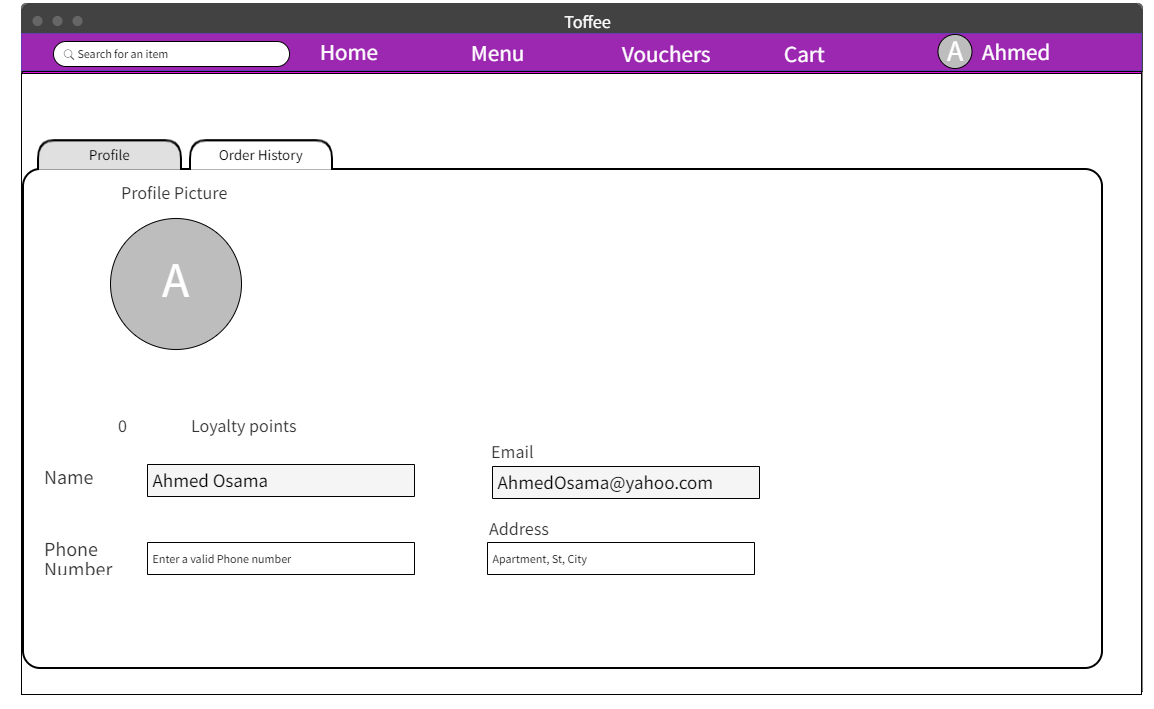 Toffee
Search for an item
Home
Menu
Vouchers
Cart
A
Ahmed
Profile
Order History
Profile Picture
A
0 Loyalty points
Name
Ahmed Osama
Email
AhmedOsama@yahoo.com
Phone
Number
Enter a valid Phone number
Address
Apartment, St, City